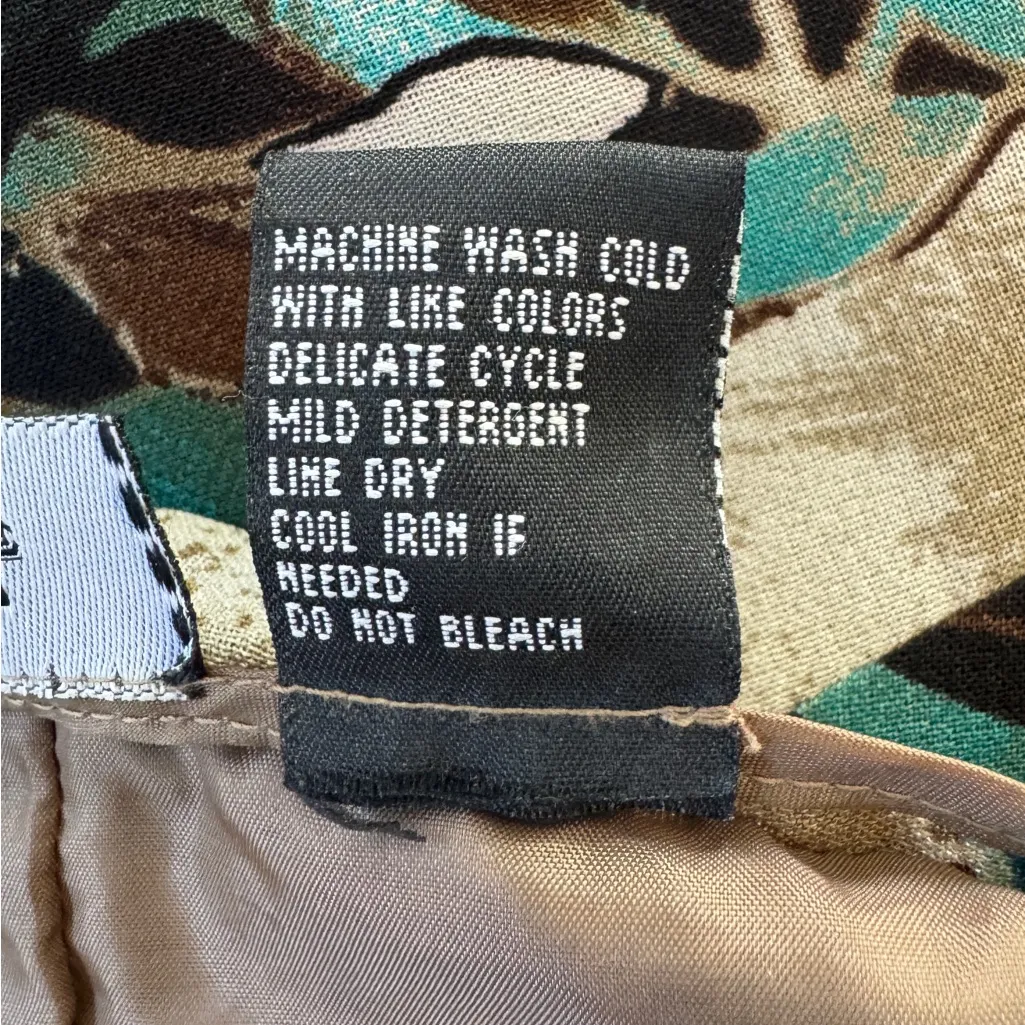 MACHINE WASH COLD
WITH LIKE COLORS
DELICATE CYCLE
MILD DETERGENT
LINE DRY
COOL IRON IF
NEEDED
DO NOT BLEACH